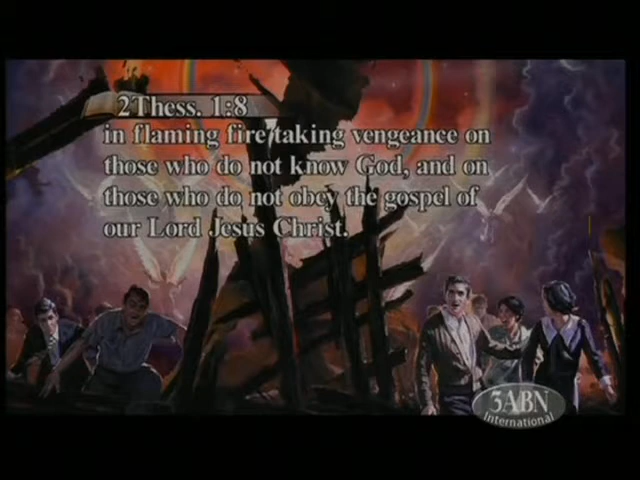 2Thess. 1:8
in flaming fire taking vengeance on
those who do not know God, and on
those who do not obey the gospel of
our Lord Jesus Christ.
3ABN
International